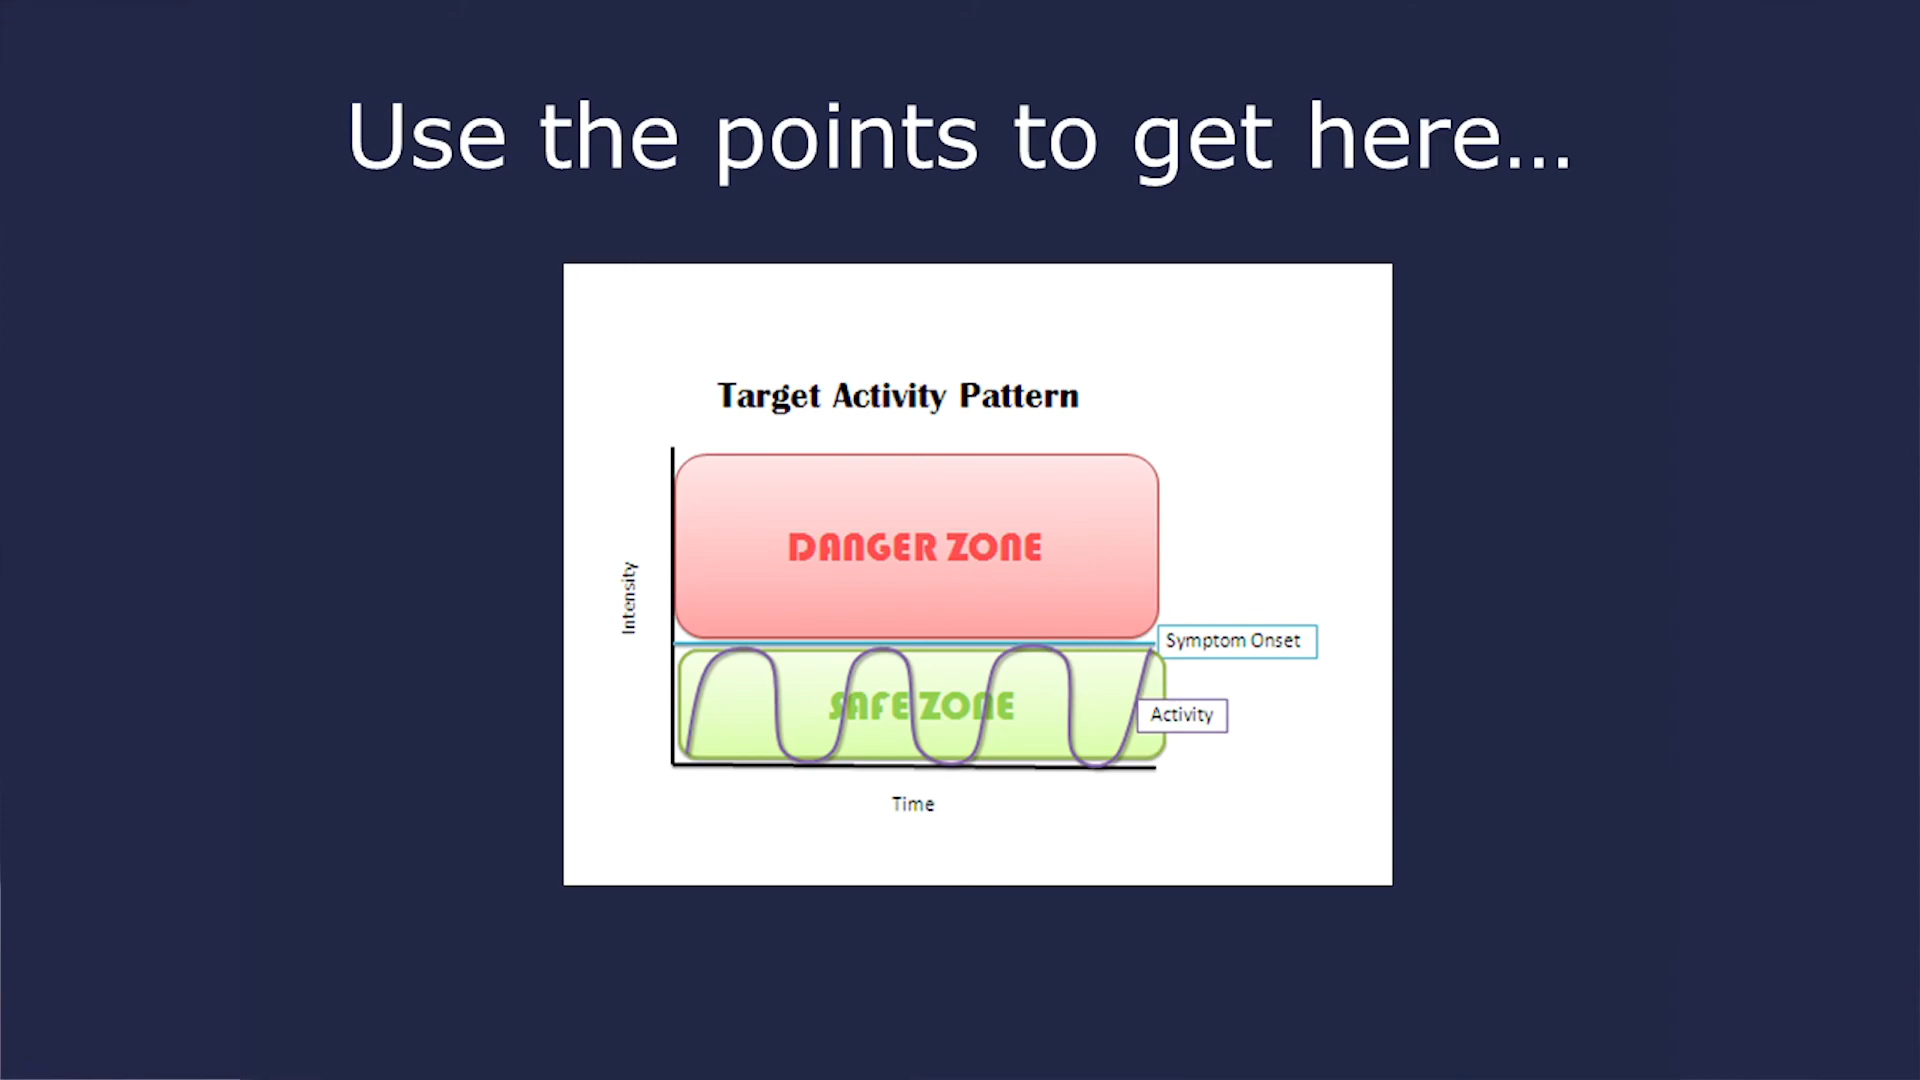 Use the points to get here...
Target Activity Pattern
DANGER ZONE
Intensity
Symptom Onset
SAFE ZONE
Activity
Time